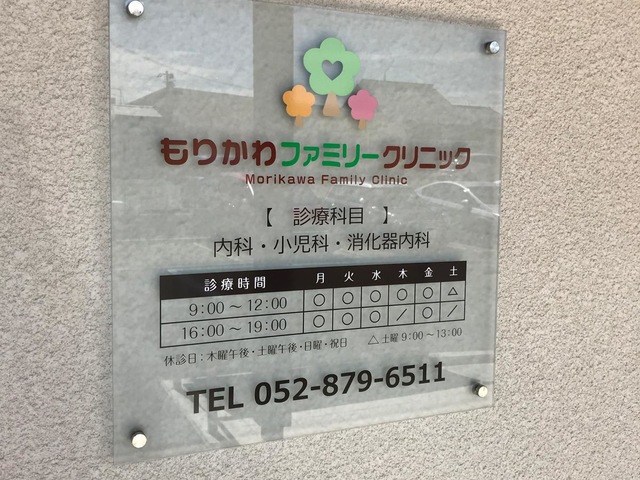 もりかわファミリークリニック
Morikawa Family Clinic
【 診療科目 】
内科・小児科・消化器内科
診療時間 月 火 水 木 金 土
9:00〜12:00 ○ ○ ○ ○ ○ △
16:00〜19:00 ○ ○ ○ ／ ○ ／
休診日：木曜午後・土曜午後・日曜・祝日 △土曜 9:00〜13:00
TEL 052-879-6511